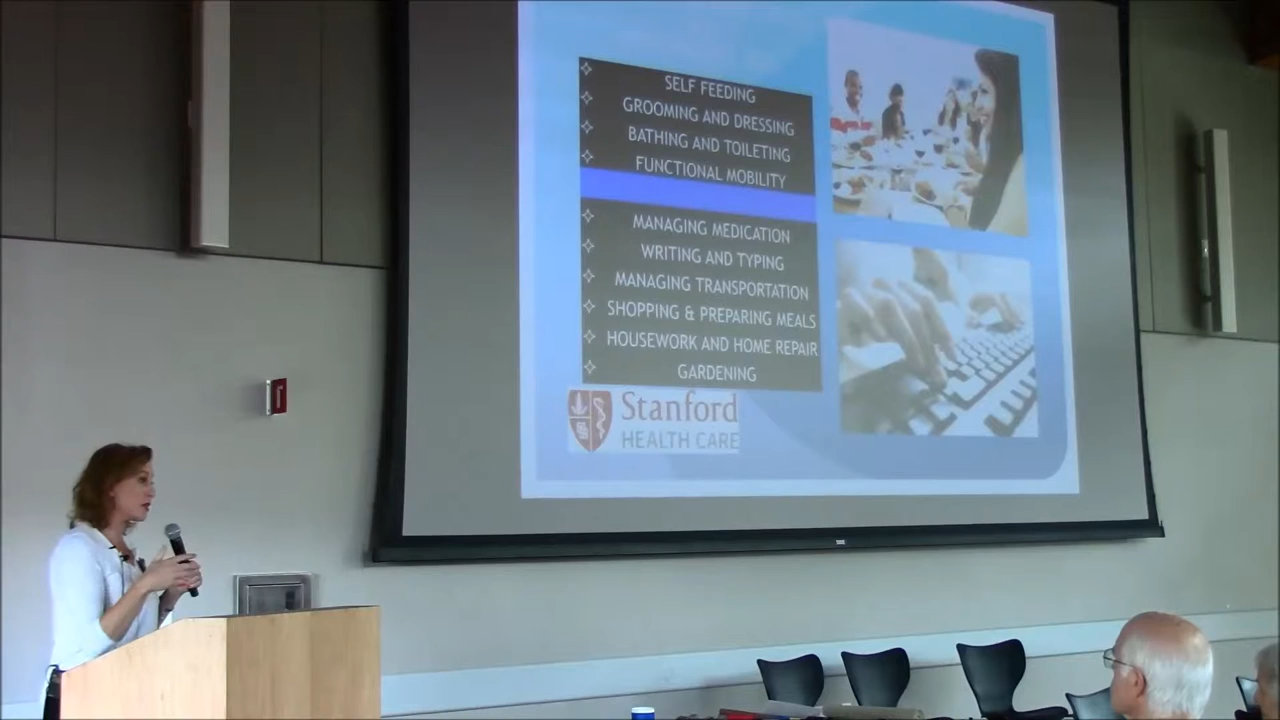 SELF FEEDING
GROOMING AND DRESSING
BATHING AND TOILETING
FUNCTIONAL MOBILITY
MANAGING MEDICATION
WRITING AND TYPING
MANAGING TRANSPORTATION
SHOPPING & PREPARING MEALS
HOUSEWORK AND HOME REPAIR
GARDENING
Stanford
HEALTH CARE